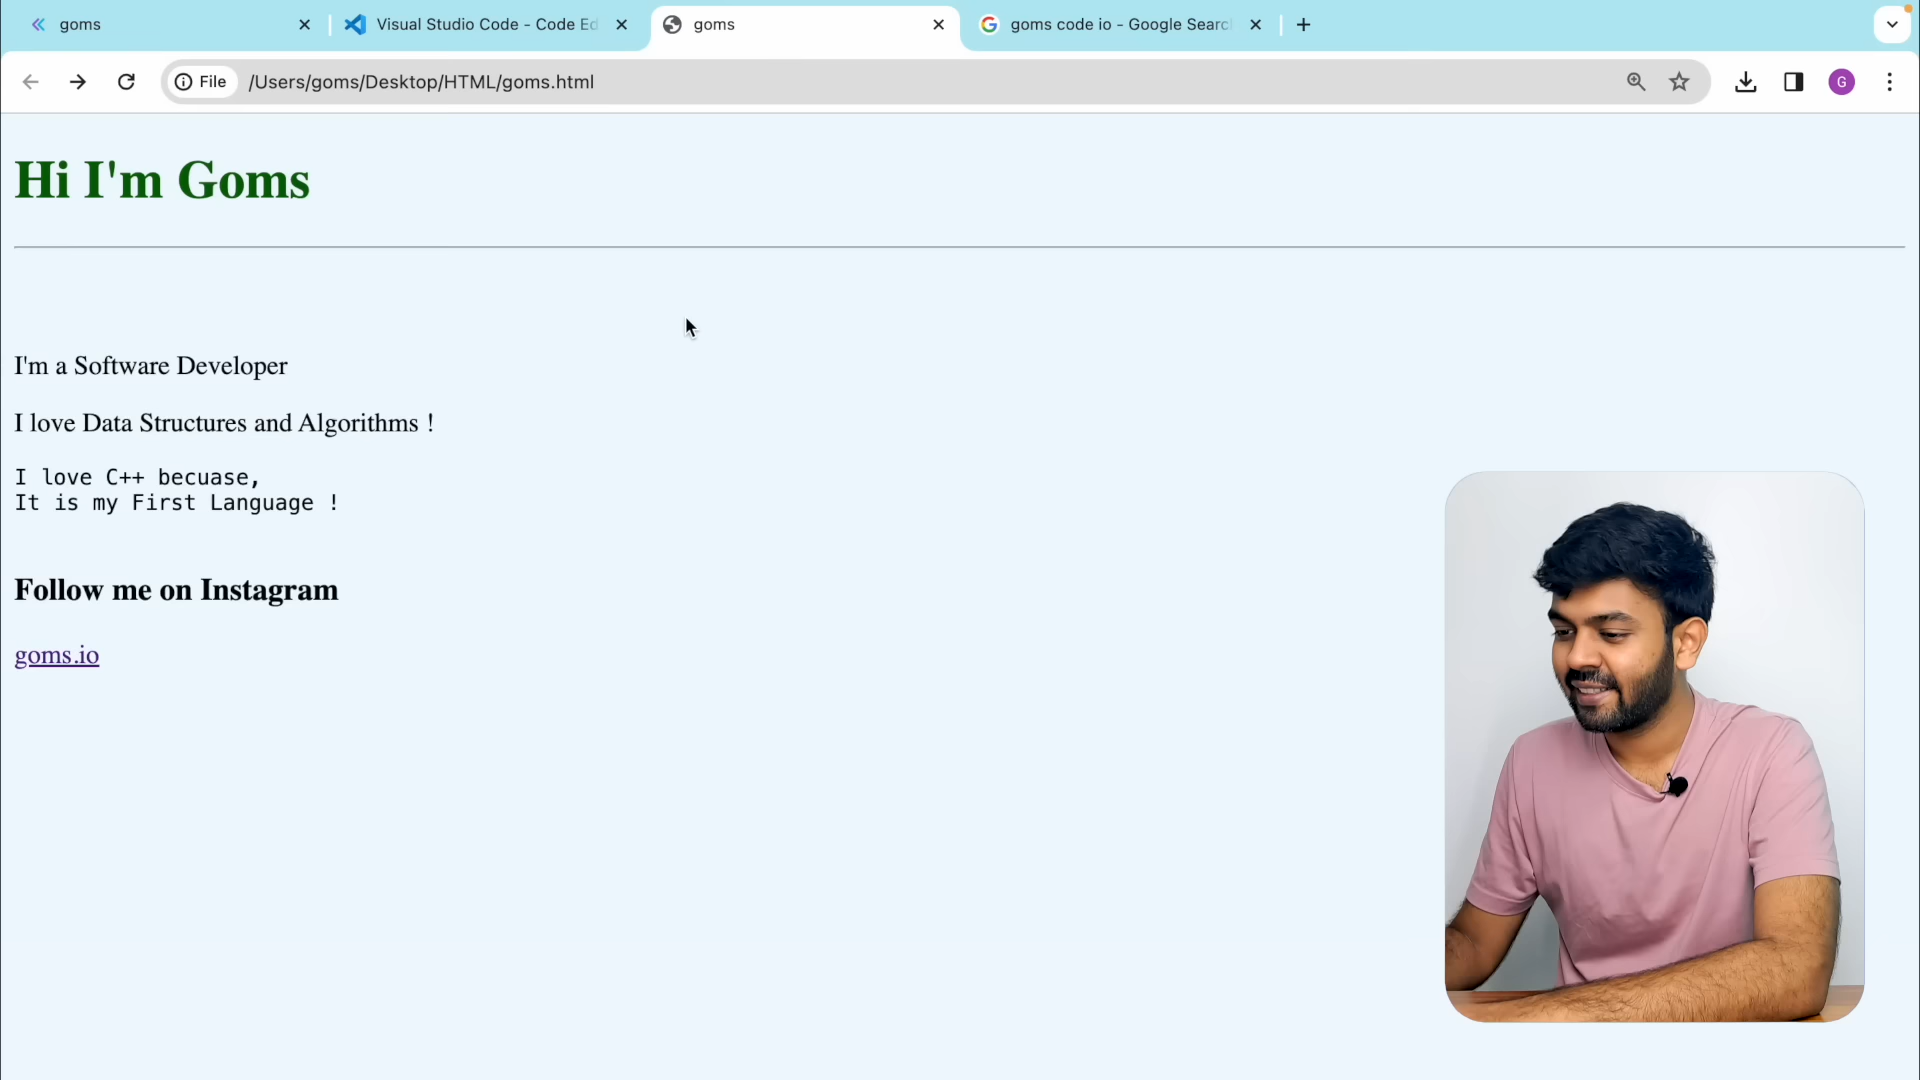 goms
Visual Studio Code - Code Ed
goms
goms code io - Google Searc
File
/Users/goms/Desktop/HTML/goms.html
G
Hi I'm Goms
I'm a Software Developer
I love Data Structures and Algorithms !
I love C++ becuase,
It is my First Language !
Follow me on Instagram
goms.io